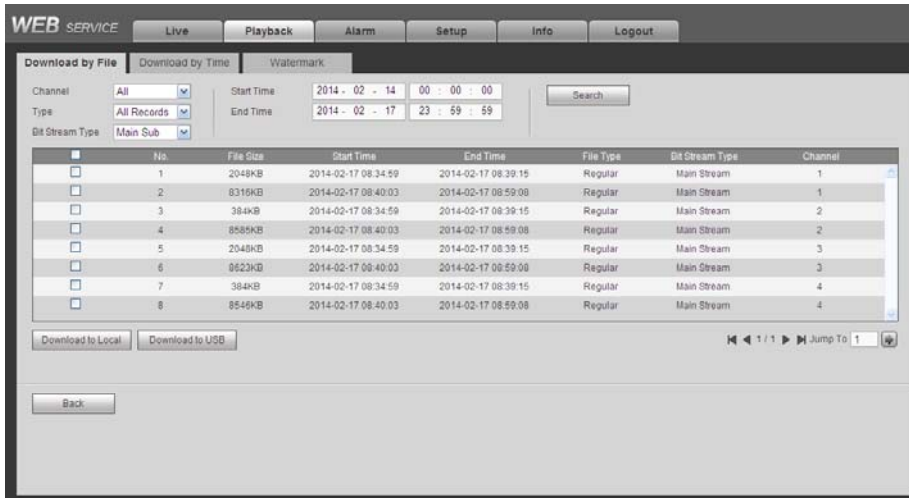 WEB SERVICE Live Playback Alarm Setup Info Logout
Download by File Download by Time Watermark
Channel All Start Time 2014 - 02 - 14 00 : 00 : 00 Search
Type All Records End Time 2014 - 02 - 17 23 : 59 : 59
Bit Stream Type Main Sub
No. File Size Start Time End Time File Type Bit Stream Type Channel
1 2048KB 2014-02-17 08:34:59 2014-02-17 08:39:15 Regular Main Stream 1
2 8316KB 2014-02-17 08:40:03 2014-02-17 08:59:08 Regular Main Stream 1
3 384KB 2014-02-17 08:34:59 2014-02-17 08:39:15 Regular Main Stream 2
4 8585KB 2014-02-17 08:40:03 2014-02-17 08:59:08 Regular Main Stream 2
5 2048KB 2014-02-17 08:34:59 2014-02-17 08:39:15 Regular Main Stream 3
6 8623KB 2014-02-17 08:40:03 2014-02-17 08:59:08 Regular Main Stream 3
7 384KB 2014-02-17 08:34:59 2014-02-17 08:39:15 Regular Main Stream 4
8 8546KB 2014-02-17 08:40:03 2014-02-17 08:59:08 Regular Main Stream 4
Download to Local Download to USB 1 / 1 Jump To 1
Back